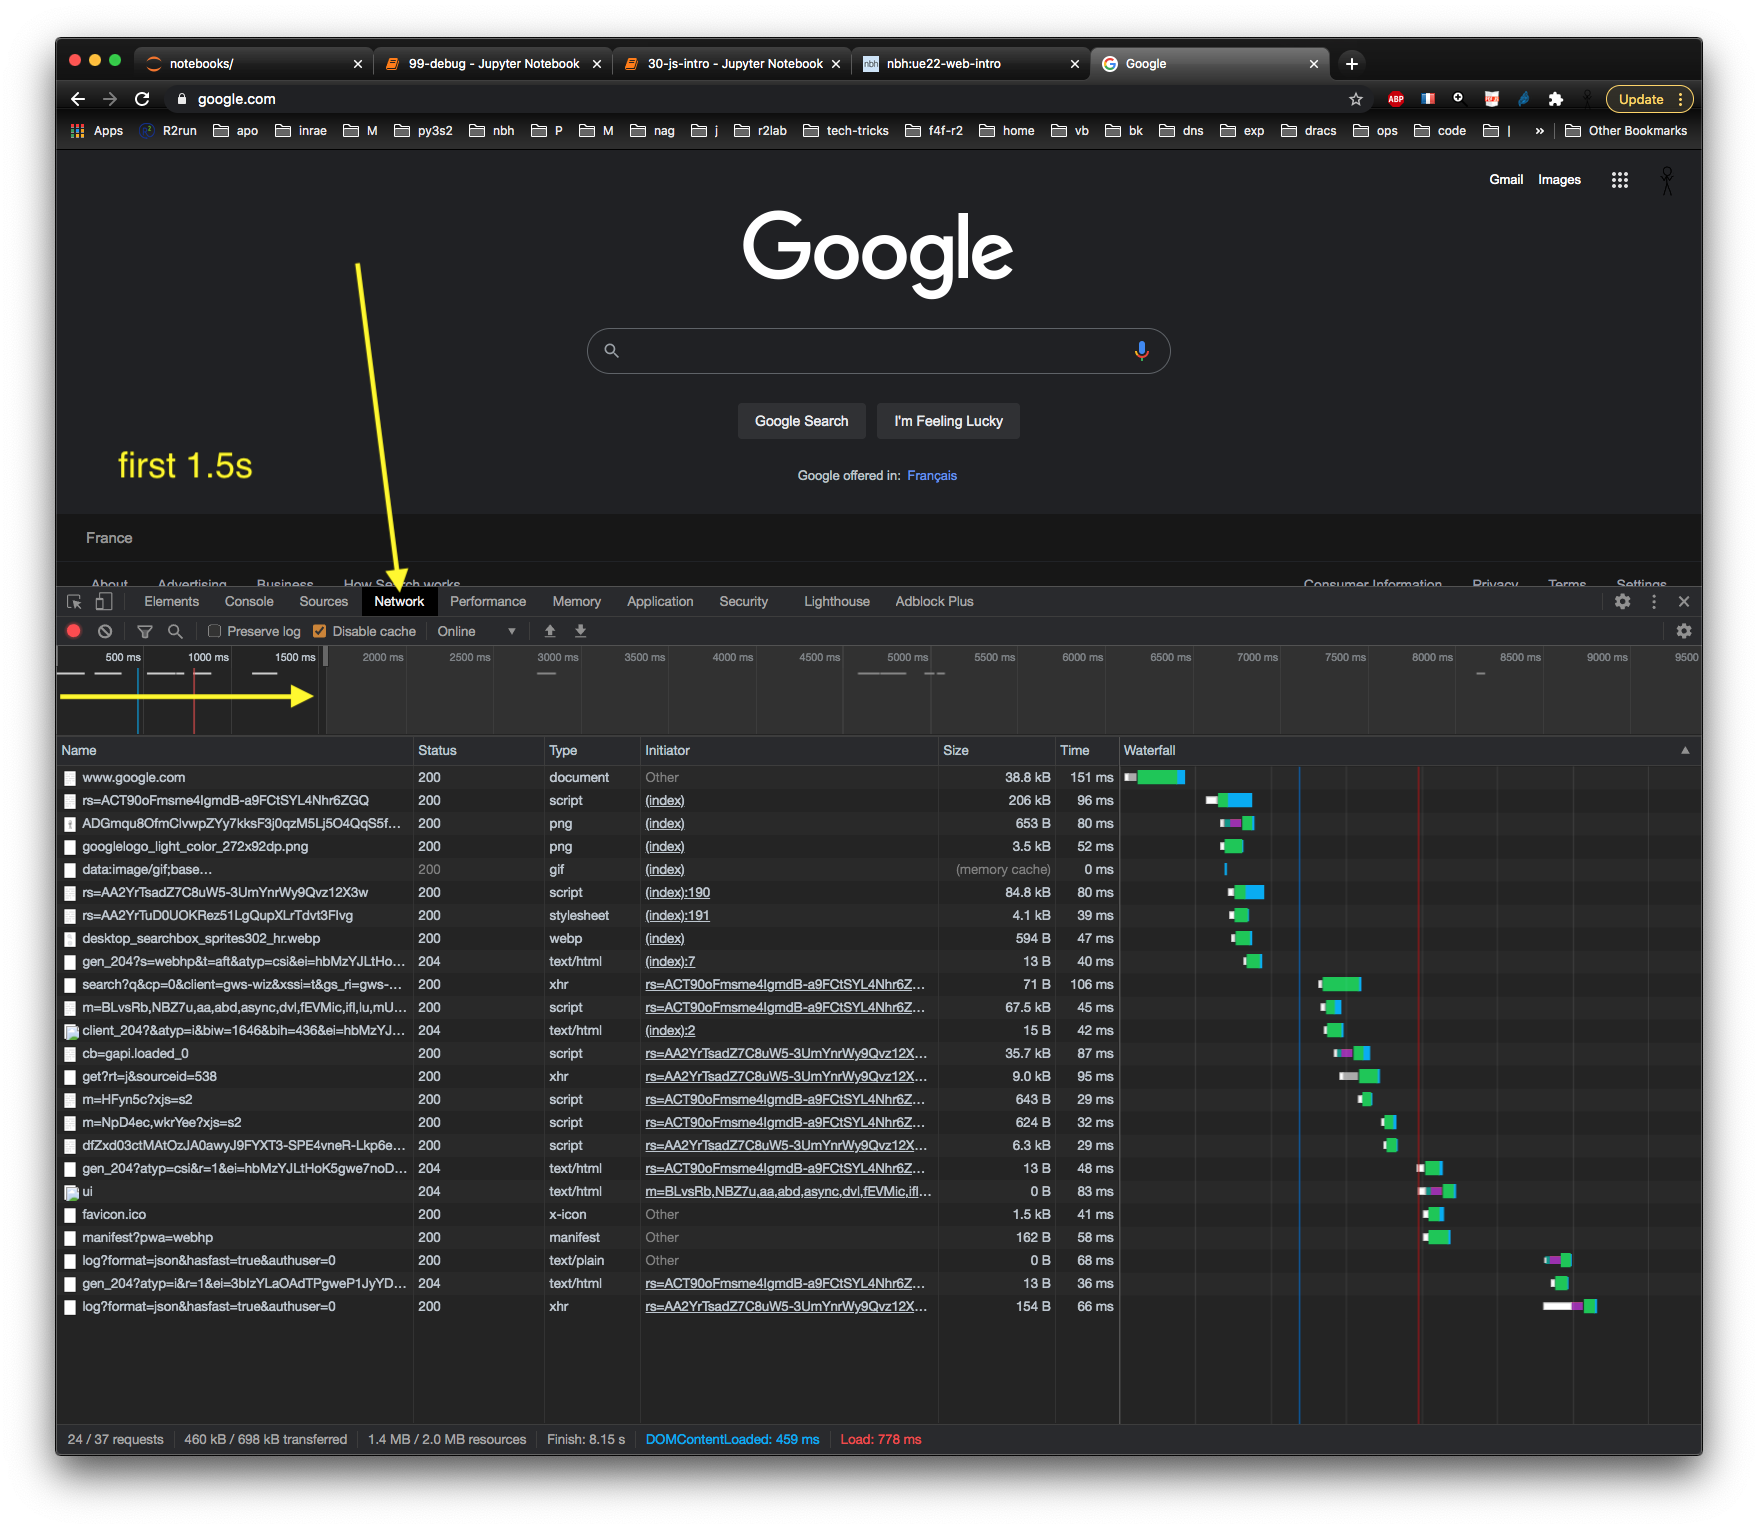 notebooks/
99-debug - Jupyter Notebook
30-js-intro - Jupyter Notebook
nbh
nbh:ue22-web-intro
Google
google.com
ABP
Update
Apps R2run apo inrae M py3s2 nbh P M nag j r2lab tech-tricks f4f-r2 home vb bk dns exp dracs ops code | » Other Bookmarks
Gmail Images
Google
first 1.5s
Google Search I'm Feeling Lucky
Google offered in: Français
France
About Advertising Business How Search works Consumer Information Privacy Terms Settings
Elements Console Sources Network Performance Memory Application Security Lighthouse Adblock Plus
Preserve log Disable cache Online
500 ms 1000 ms 1500 ms 2000 ms 2500 ms 3000 ms 3500 ms 4000 ms 4500 ms 5000 ms 5500 ms 6000 ms 6500 ms 7000 ms 7500 ms 8000 ms 8500 ms 9000 ms 9500
Name Status Type Initiator Size Time Waterfall
www.google.com 200 document Other 38.8 kB 151 ms
rs=ACT90oFmsme4IgmdB-a9FCtSYL4Nhr6ZGQ 200 script (index) 206 kB 96 ms
ADGmqu8OfmClvwpZYy7kksF3j0qzM5Lj5O4QqS5f... 200 png (index) 653 B 80 ms
googlelogo_light_color_272x92dp.png 200 png (index) 3.5 kB 52 ms
data:image/gif;base... 200 gif (index) (memory cache) 0 ms
rs=AA2YrTsadZ7C8uW5-3UmYnrWy9Qvz12X3w 200 script (index):190 84.8 kB 80 ms
rs=AA2YrTuD0UOKRez51LgQupXLrTdvt3FIvg 200 stylesheet (index):191 4.1 kB 39 ms
desktop_searchbox_sprites302_hr.webp 200 webp (index) 594 B 47 ms
gen_204?s=webhp&t=aft&atyp=csi&ei=hbMzYJLtHo... 204 text/html (index):7 13 B 40 ms
search?q&cp=0&client=gws-wiz&xssi=t&gs_ri=gws-... 200 xhr rs=ACT90oFmsme4IgmdB-a9FCtSYL4Nhr6Z... 71 B 106 ms
m=BLvsRb,NBZ7u,aa,abd,async,dvl,fEVMic,ifl,lu,mU... 200 script rs=ACT90oFmsme4IgmdB-a9FCtSYL4Nhr6Z... 67.5 kB 45 ms
client_204?&atyp=i&biw=1646&bih=436&ei=hbMzYJ... 204 text/html (index):2 15 B 42 ms
cb=gapi.loaded_0 200 script rs=AA2YrTsadZ7C8uW5-3UmYnrWy9Qvz12X... 35.7 kB 87 ms
get?rt=j&sourceid=538 200 xhr rs=AA2YrTsadZ7C8uW5-3UmYnrWy9Qvz12X... 9.0 kB 95 ms
m=HFyn5c?xjs=s2 200 script rs=ACT90oFmsme4IgmdB-a9FCtSYL4Nhr6Z... 643 B 29 ms
m=NpD4ec,wkrYee?xjs=s2 200 script rs=ACT90oFmsme4IgmdB-a9FCtSYL4Nhr6Z... 624 B 32 ms
dfZxd03ctMAtOzJA0awyJ9FYXT3-SPE4vneR-Lkp6e... 200 script rs=AA2YrTsadZ7C8uW5-3UmYnrWy9Qvz12X... 6.3 kB 29 ms
gen_204?atyp=csi&r=1&ei=hbMzYJLtHoK5gwe7noD... 204 text/html rs=ACT90oFmsme4IgmdB-a9FCtSYL4Nhr6Z... 13 B 48 ms
ui 204 text/html m=BLvsRb,NBZ7u,aa,abd,async,dvl,fEVMic,ifl... 0 B 83 ms
favicon.ico 200 x-icon Other 1.5 kB 41 ms
manifest?pwa=webhp 200 manifest Other 162 B 58 ms
log?format=json&hasfast=true&authuser=0 200 text/plain Other 0 B 68 ms
gen_204?atyp=i&r=1&ei=3bIzYLaOAdTPgweP1JyYD... 204 text/html rs=ACT90oFmsme4IgmdB-a9FCtSYL4Nhr6Z... 13 B 36 ms
log?format=json&hasfast=true&authuser=0 200 xhr rs=AA2YrTsadZ7C8uW5-3UmYnrWy9Qvz12X... 154 B 66 ms
24 / 37 requests 460 kB / 698 kB transferred 1.4 MB / 2.0 MB resources Finish: 8.15 s DOMContentLoaded: 459 ms Load: 778 ms